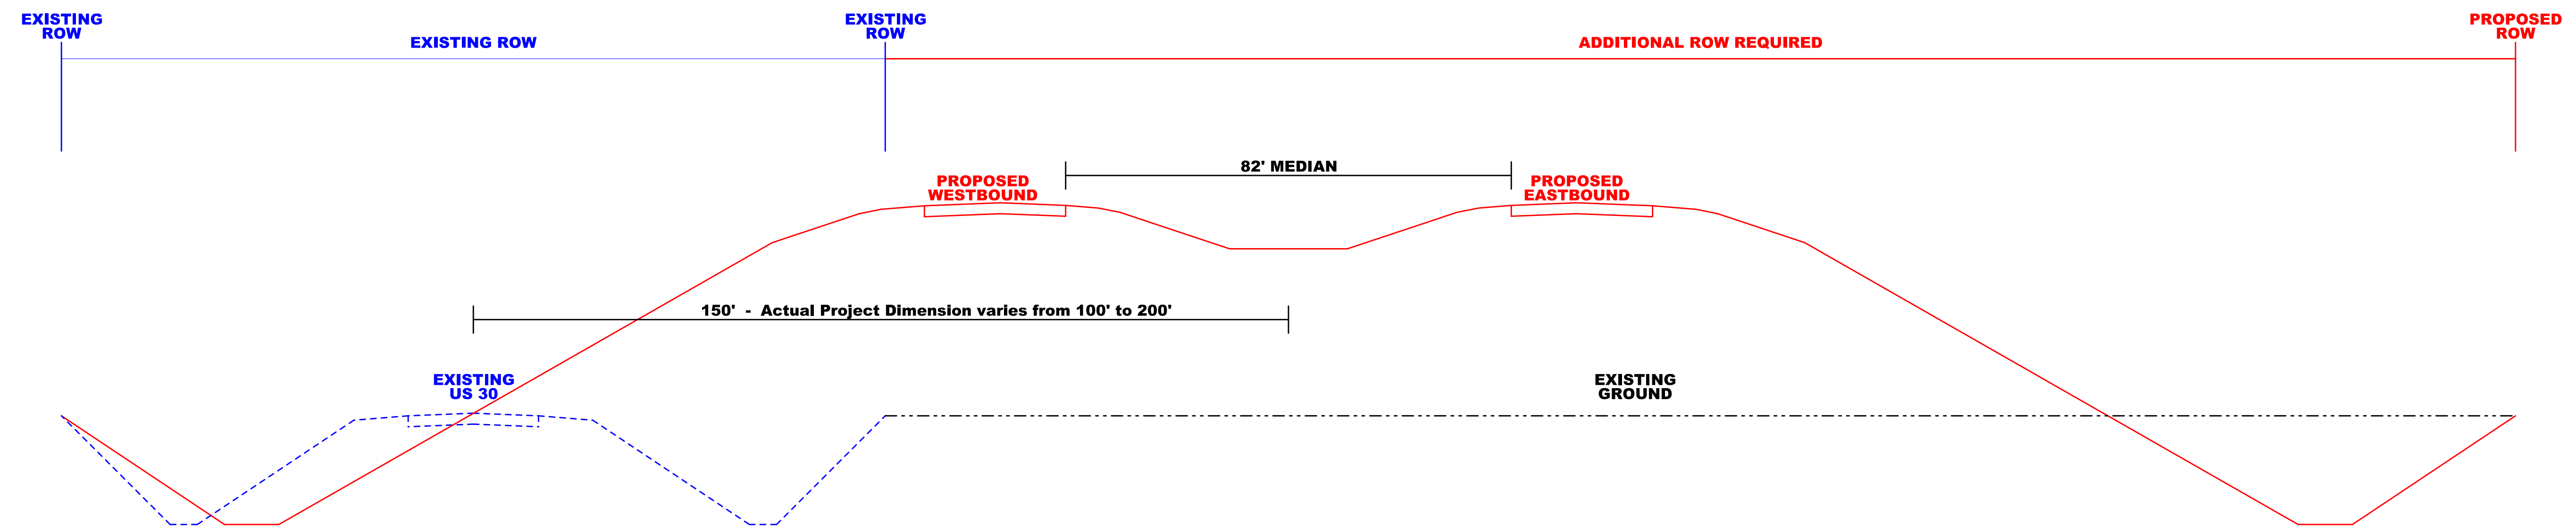 EXISTING
ROW
EXISTING ROW
EXISTING
ROW
ADDITIONAL ROW REQUIRED
PROPOSED
ROW
82' MEDIAN
PROPOSED
WESTBOUND
PROPOSED
EASTBOUND
150' - Actual Project Dimension varies from 100' to 200'
EXISTING
US 30
EXISTING
GROUND